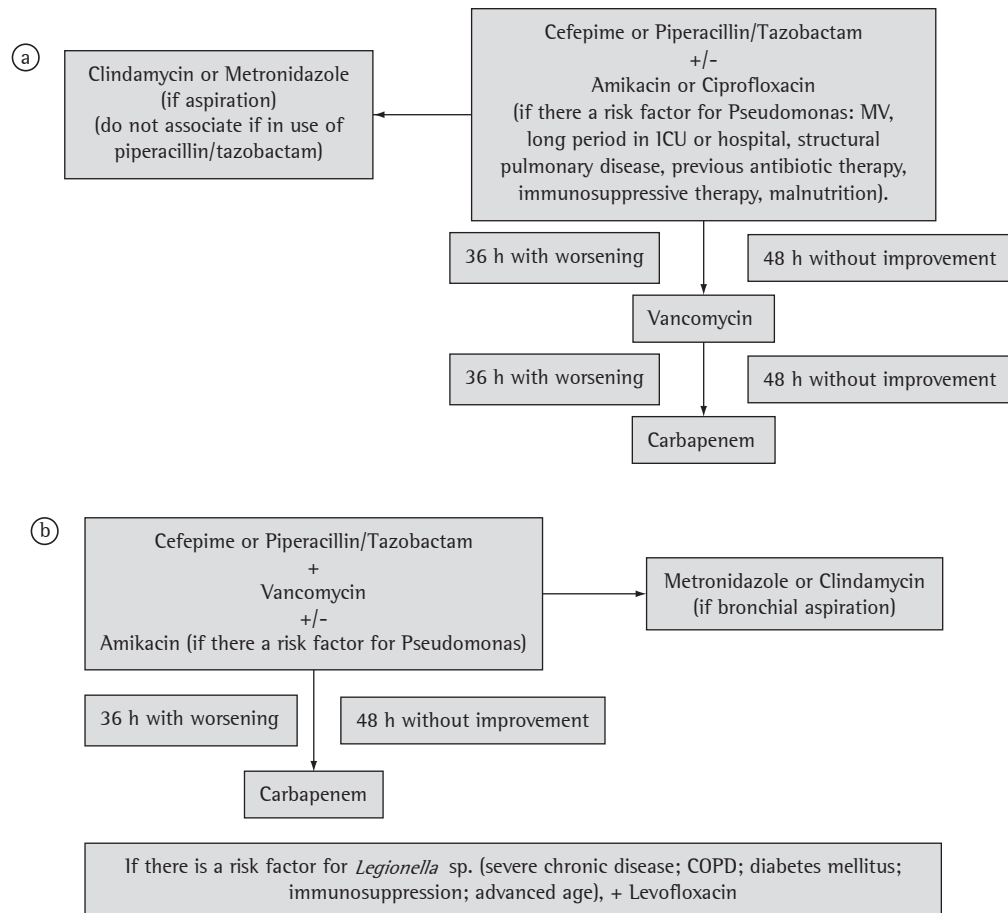 a
Clindamycin or Metronidazole
(if aspiration)
(do not associate if in use of
piperacillin/tazobactam)
Cefepime or Piperacillin/Tazobactam
+/-
Amikacin or Ciprofloxacin
(if there a risk factor for Pseudomonas: MV,
long period in ICU or hospital, structural
pulmonary disease, previous antibiotic therapy,
immunosuppressive therapy, malnutrition).
36 h with worsening
48 h without improvement
Vancomycin
36 h with worsening
48 h without improvement
Carbapenem
b
Cefepime or Piperacillin/Tazobactam
+
Vancomycin
+/-
Amikacin (if there a risk factor for Pseudomonas)
Metronidazole or Clindamycin
(if bronchial aspiration)
36 h with worsening
48 h without improvement
Carbapenem
If there is a risk factor for Legionella sp. (severe chronic disease; COPD; diabetes mellitus;
immunosuppression; advanced age), + Levofloxacin